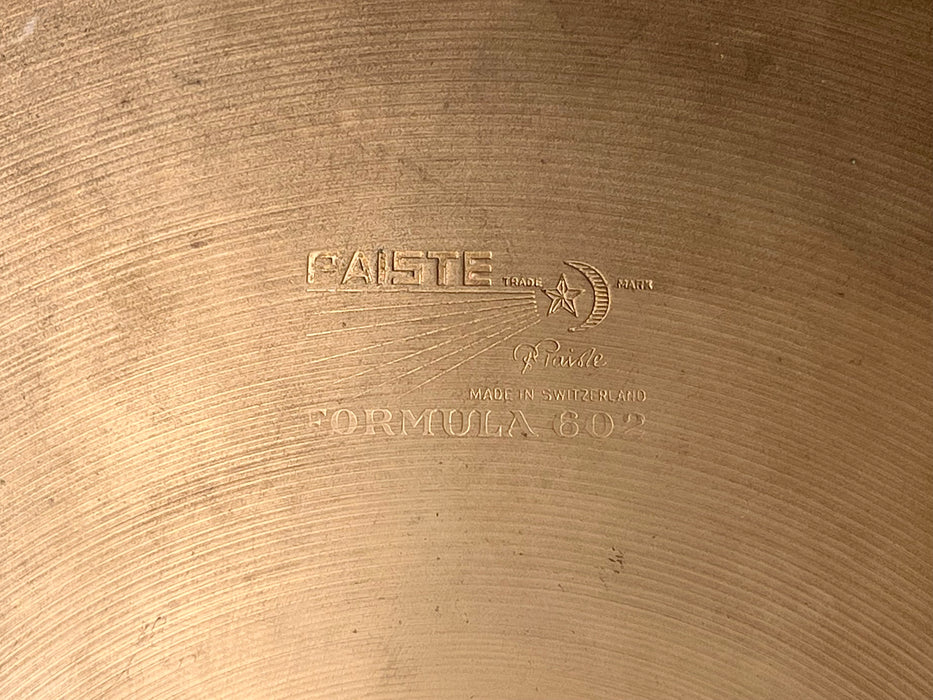 PAISTE
TRADE MARK
R Paiste
MADE IN SWITZERLAND
FORMULA 602